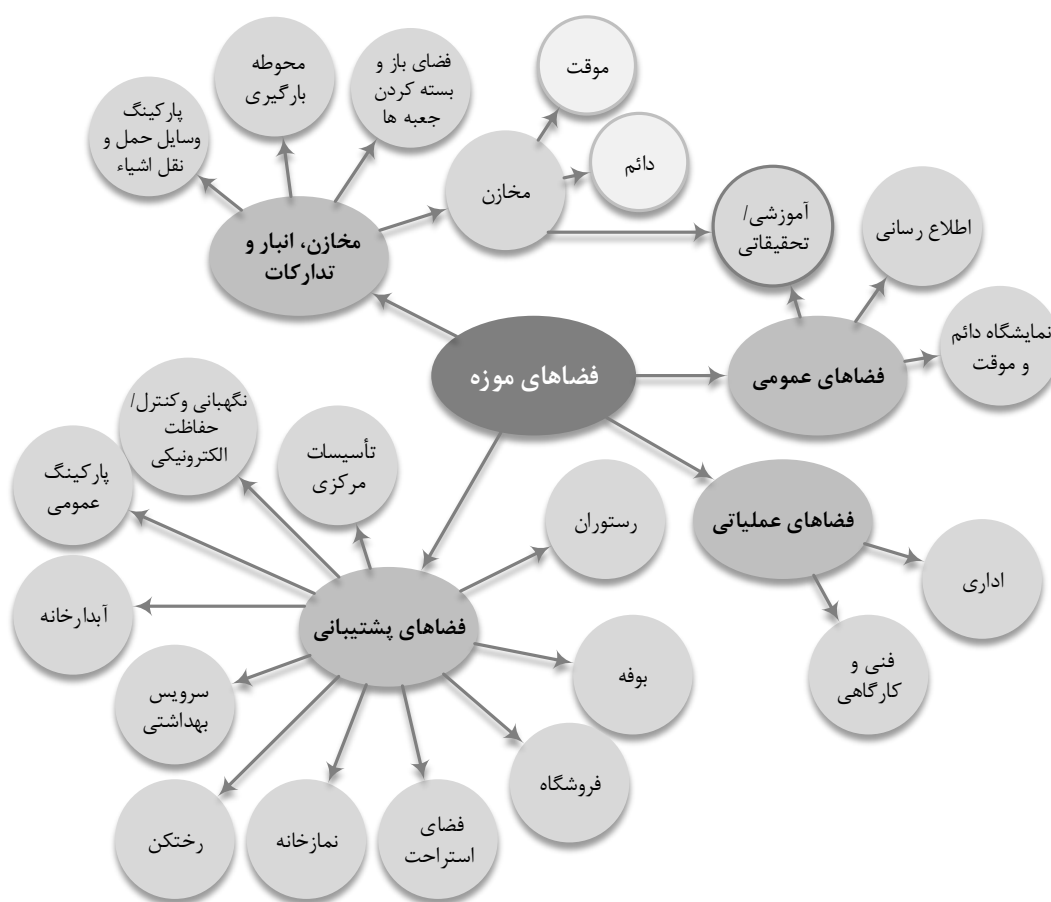 موقت
فضای باز و
بسته کردن
جعبه ها
محوطه
بارگیری
پارکینگ
وسایل حمل و
نقل اشیاء
دائم
مخازن
آموزشی/
تحقیقاتی
اطلاع رسانی
مخازن، انبار و
تدارکات
نمایشگاه دائم
و موقت
فضاهای عمومی
فضاهای موزه
نگهبانی وکنترل/
حفاظت
الکترونیکی
تأسیسات
مرکزی
پارکینگ
عمومی
رستوران
فضاهای عملیاتی
اداری
آبدارخانه
فضاهای پشتیبانی
فنی و
کارگاهی
بوفه
سرویس
بهداشتی
فروشگاه
فضای
استراحت
نمازخانه
رختکن